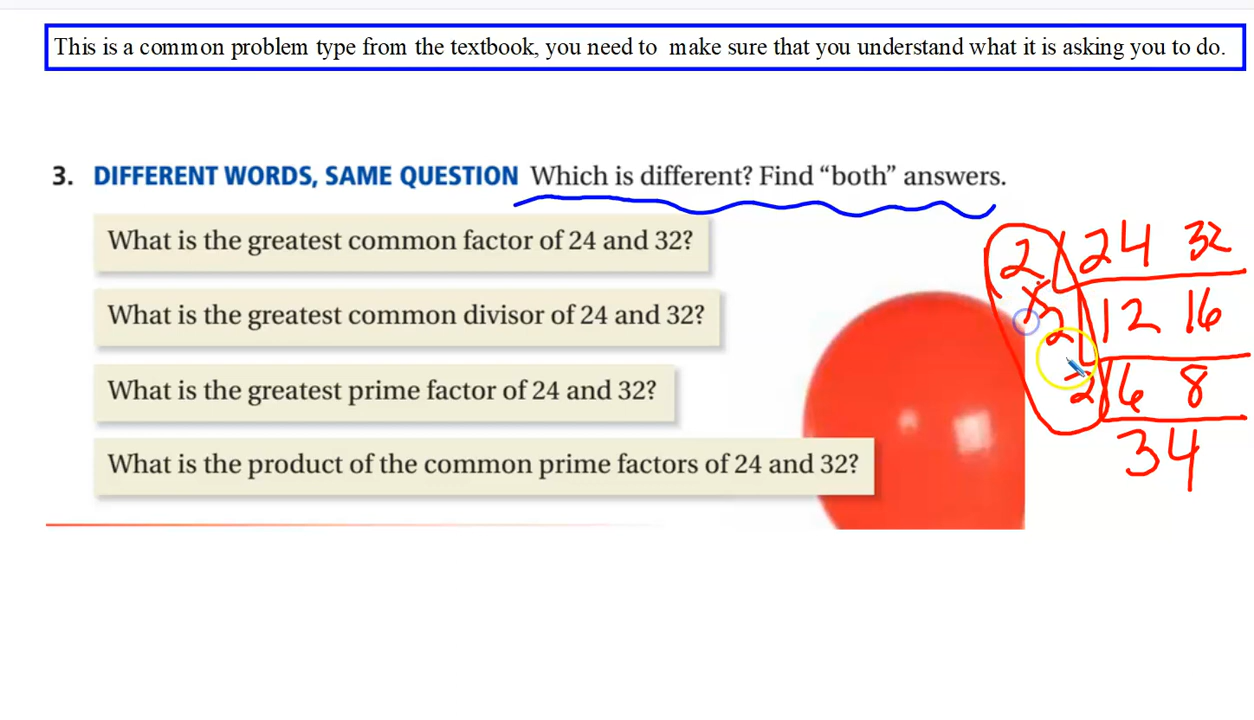 This is a common problem type from the textbook, you need to make sure that you understand what it is asking you to do.
3. DIFFERENT WORDS, SAME QUESTION Which is different? Find “both” answers.
What is the greatest common factor of 24 and 32?
What is the greatest common divisor of 24 and 32?
What is the greatest prime factor of 24 and 32?
What is the product of the common prime factors of 24 and 32?
2 24 32
x
2 12 16
2 6 8
3 4